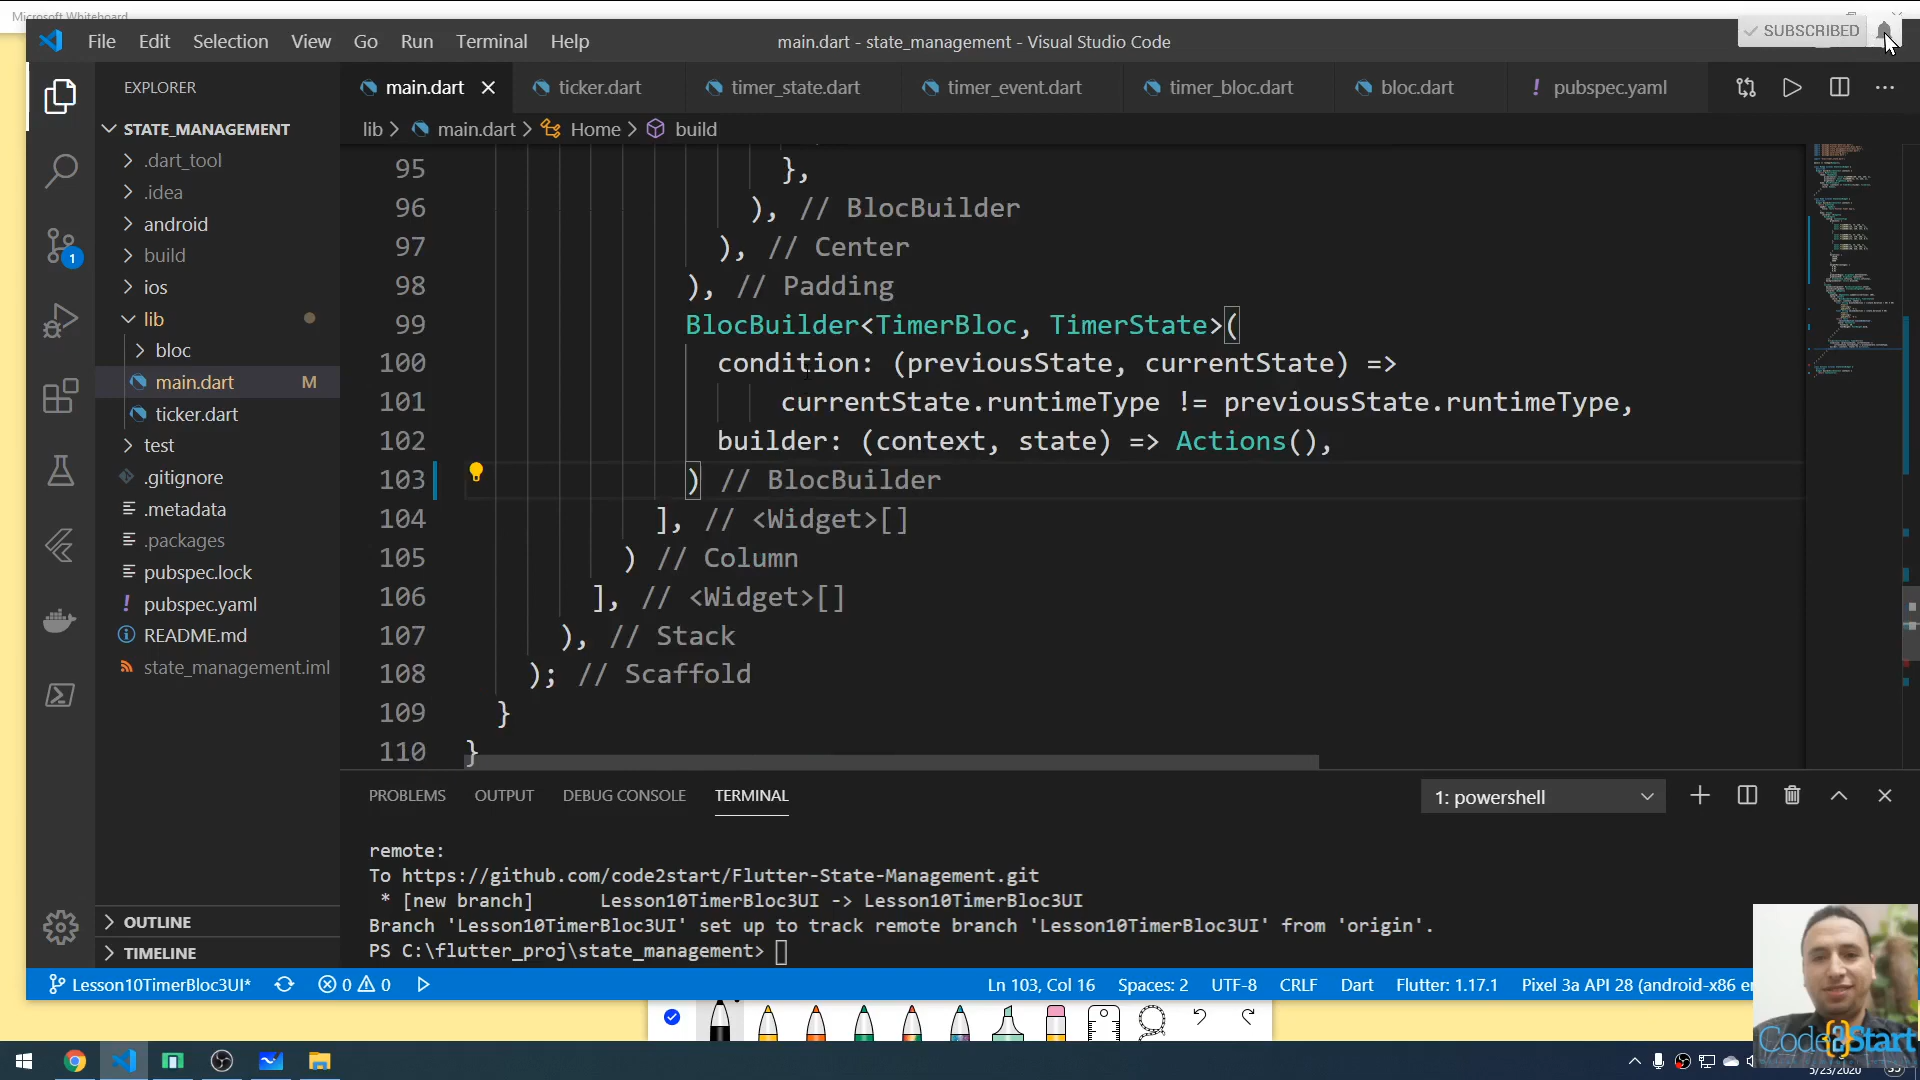 Microsoft Whiteboard
File Edit Selection View Go Run Terminal Help
main.dart - state_management - Visual Studio Code
SUBSCRIBED
EXPLORER
main.dart
ticker.dart
timer_state.dart
timer_event.dart
timer_bloc.dart
bloc.dart
! pubspec.yaml
lib > main.dart > Home > build
STATE_MANAGEMENT
.dart_tool
.idea
android
build
ios
lib
bloc
main.dart M
ticker.dart
test
.gitignore
.metadata
.packages
pubspec.lock
! pubspec.yaml
README.md
state_management.iml
OUTLINE
TIMELINE
1
95 },
96 ), // BlocBuilder
97 ), // Center
98 ), // Padding
99 BlocBuilder<TimerBloc, TimerState>(
100 condition: (previousState, currentState) =>
101 currentState.runtimeType != previousState.runtimeType,
102 builder: (context, state) => Actions(),
103 ) // BlocBuilder
104 ], // <Widget>[]
105 ) // Column
106 ], // <Widget>[]
107 ), // Stack
108 ); // Scaffold
109 }
110 }
PROBLEMS OUTPUT DEBUG CONSOLE TERMINAL
1: powershell
remote:
To https://github.com/code2start/Flutter-State-Management.git
* [new branch] Lesson10TimerBloc3UI -> Lesson10TimerBloc3UI
Branch 'Lesson10TimerBloc3UI' set up to track remote branch 'Lesson10TimerBloc3UI' from 'origin'.
PS C:\flutter_proj\state_management>
Lesson10TimerBloc3UI* 0 0
Ln 103, Col 16 Spaces: 2 UTF-8 CRLF Dart Flutter: 1.17.1 Pixel 3a API 28 (android-x86
Code{2}Start
5/23/2020